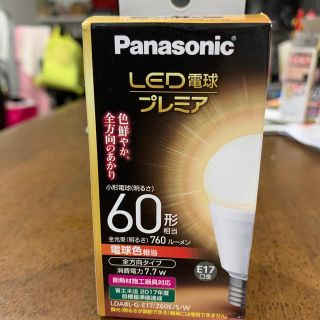 Panasonic
LED電球
プレミア
色鮮やか、
全方向のあかり
小形電球(明るさ)
60形
相当
全光束(明るさ)760ルーメン
電球色相当
全方向タイプ
消費電力7.7W
E17
口金
断熱材施工器具対応
省エネ法 2017年度
目標基準値達成
LDA8L-G-E17/Z60E/S/W